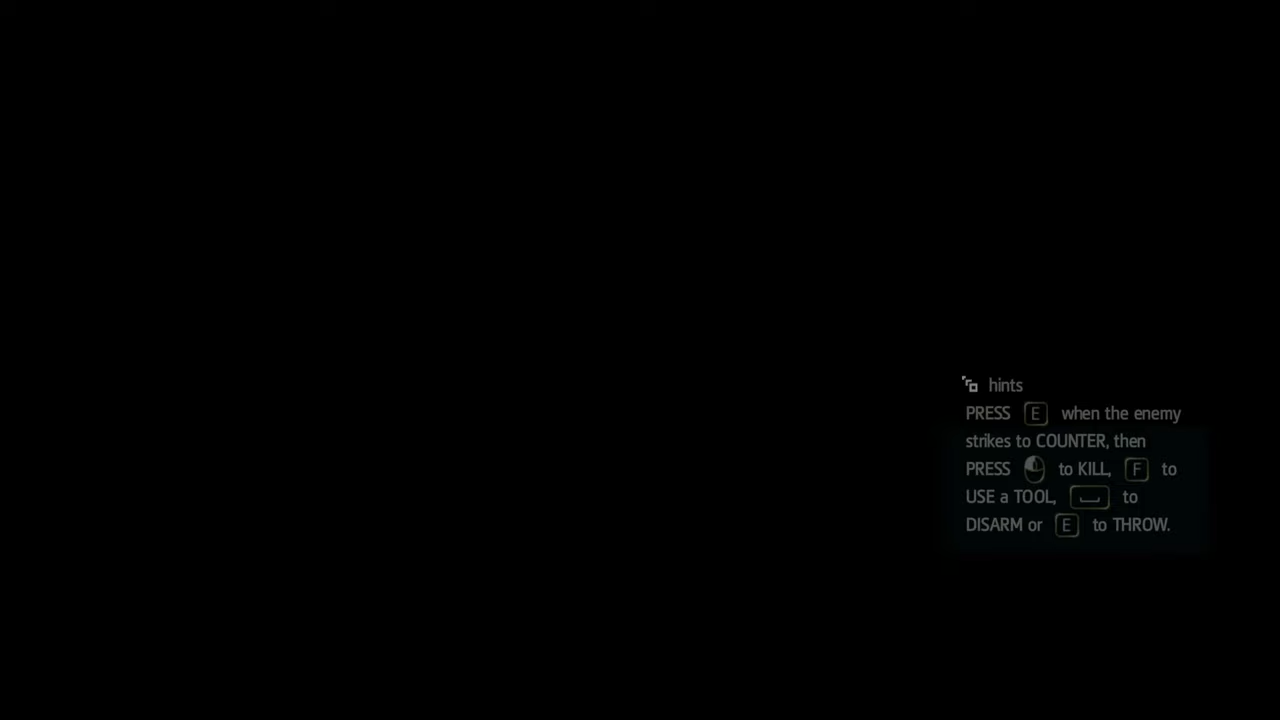 hints
PRESS E when the enemy
strikes to COUNTER, then
PRESS to KILL, F to
USE a TOOL, to
DISARM or E to THROW.